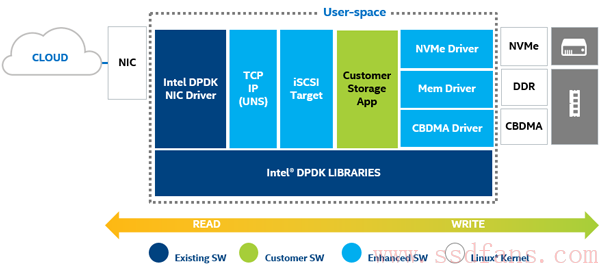 User-space
CLOUD
NIC
Intel DPDK
NIC Driver
TCP
IP
(UNS)
iSCSI
Target
Customer
Storage
App
NVMe Driver
Mem Driver
CBDMA Driver
NVMe
DDR
CBDMA
Intel® DPDK LIBRARIES
READ
WRITE
Existing SW
Customer SW
Enhanced SW
Linux* Kernel
www.ssdfans.com